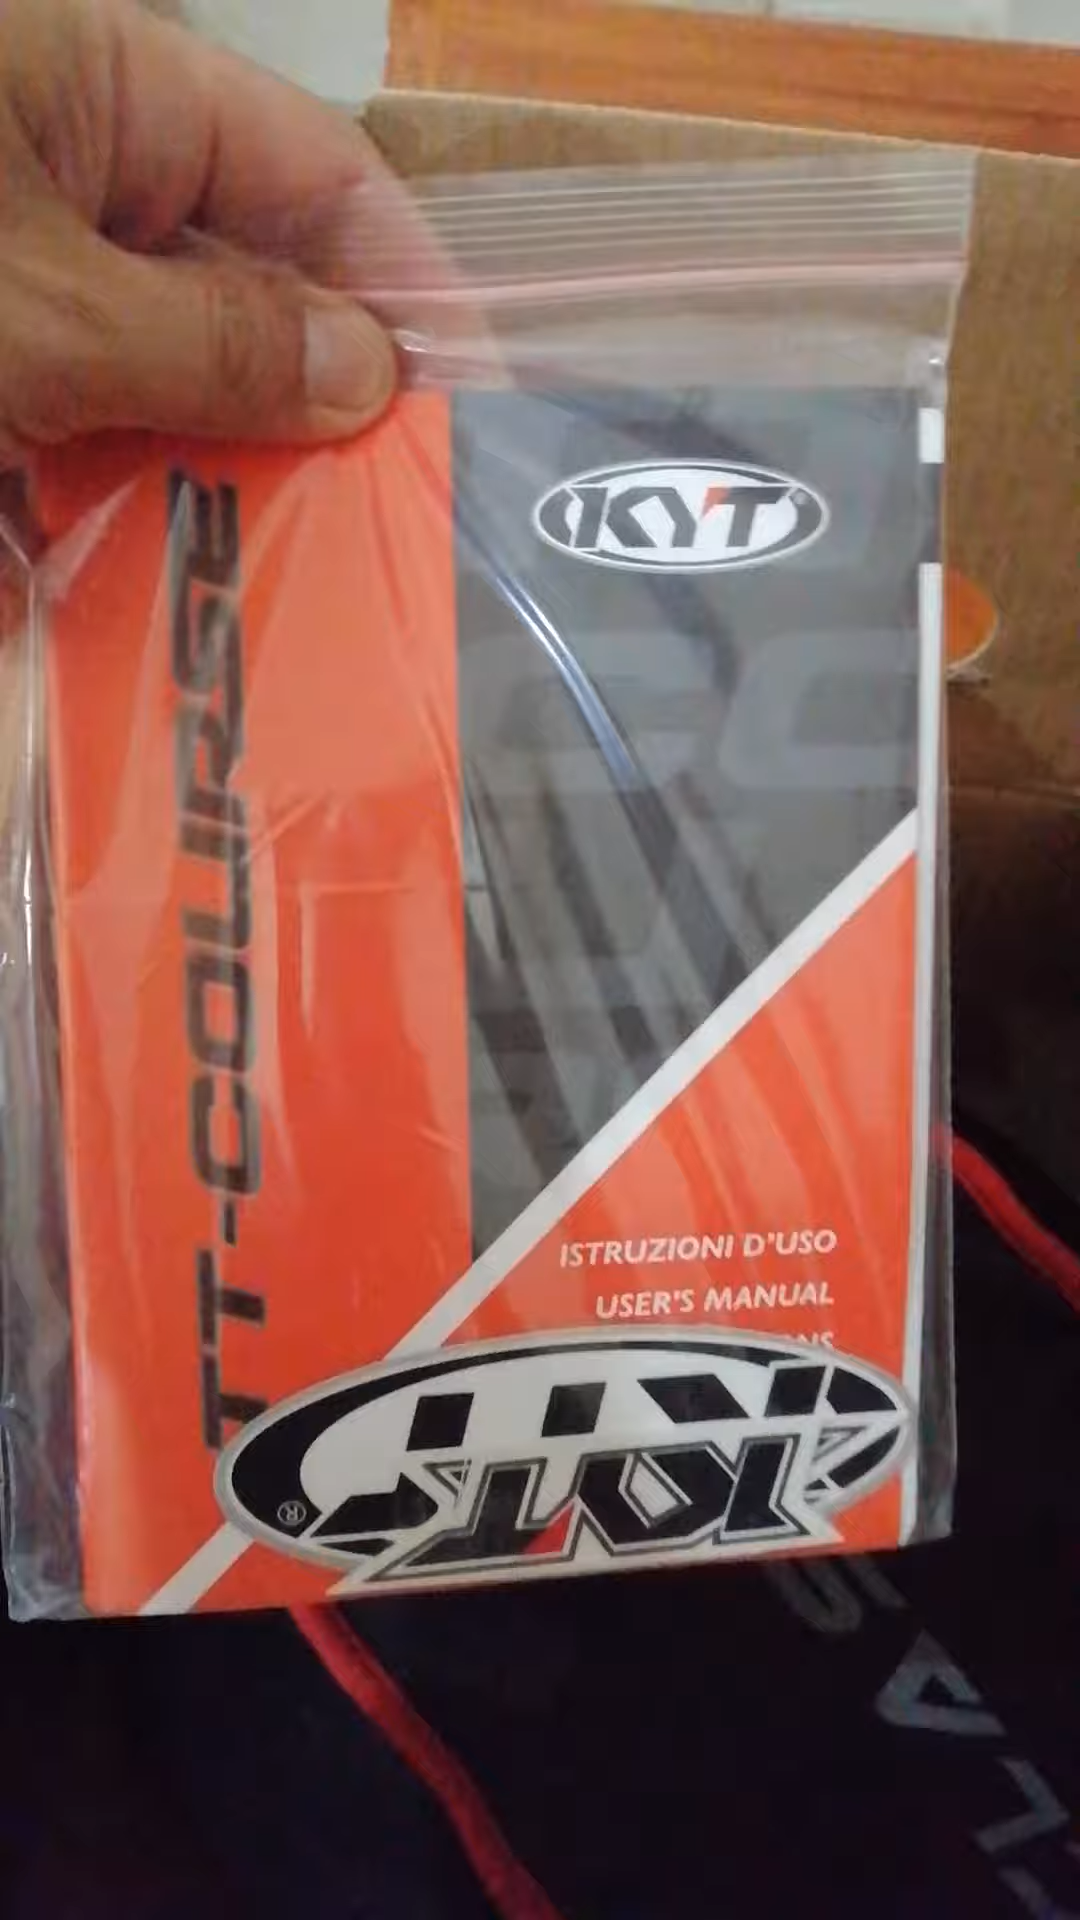 KYT
TT-COURSE
ISTRUZIONI D'USO
USER'S MANUAL
KYT
®